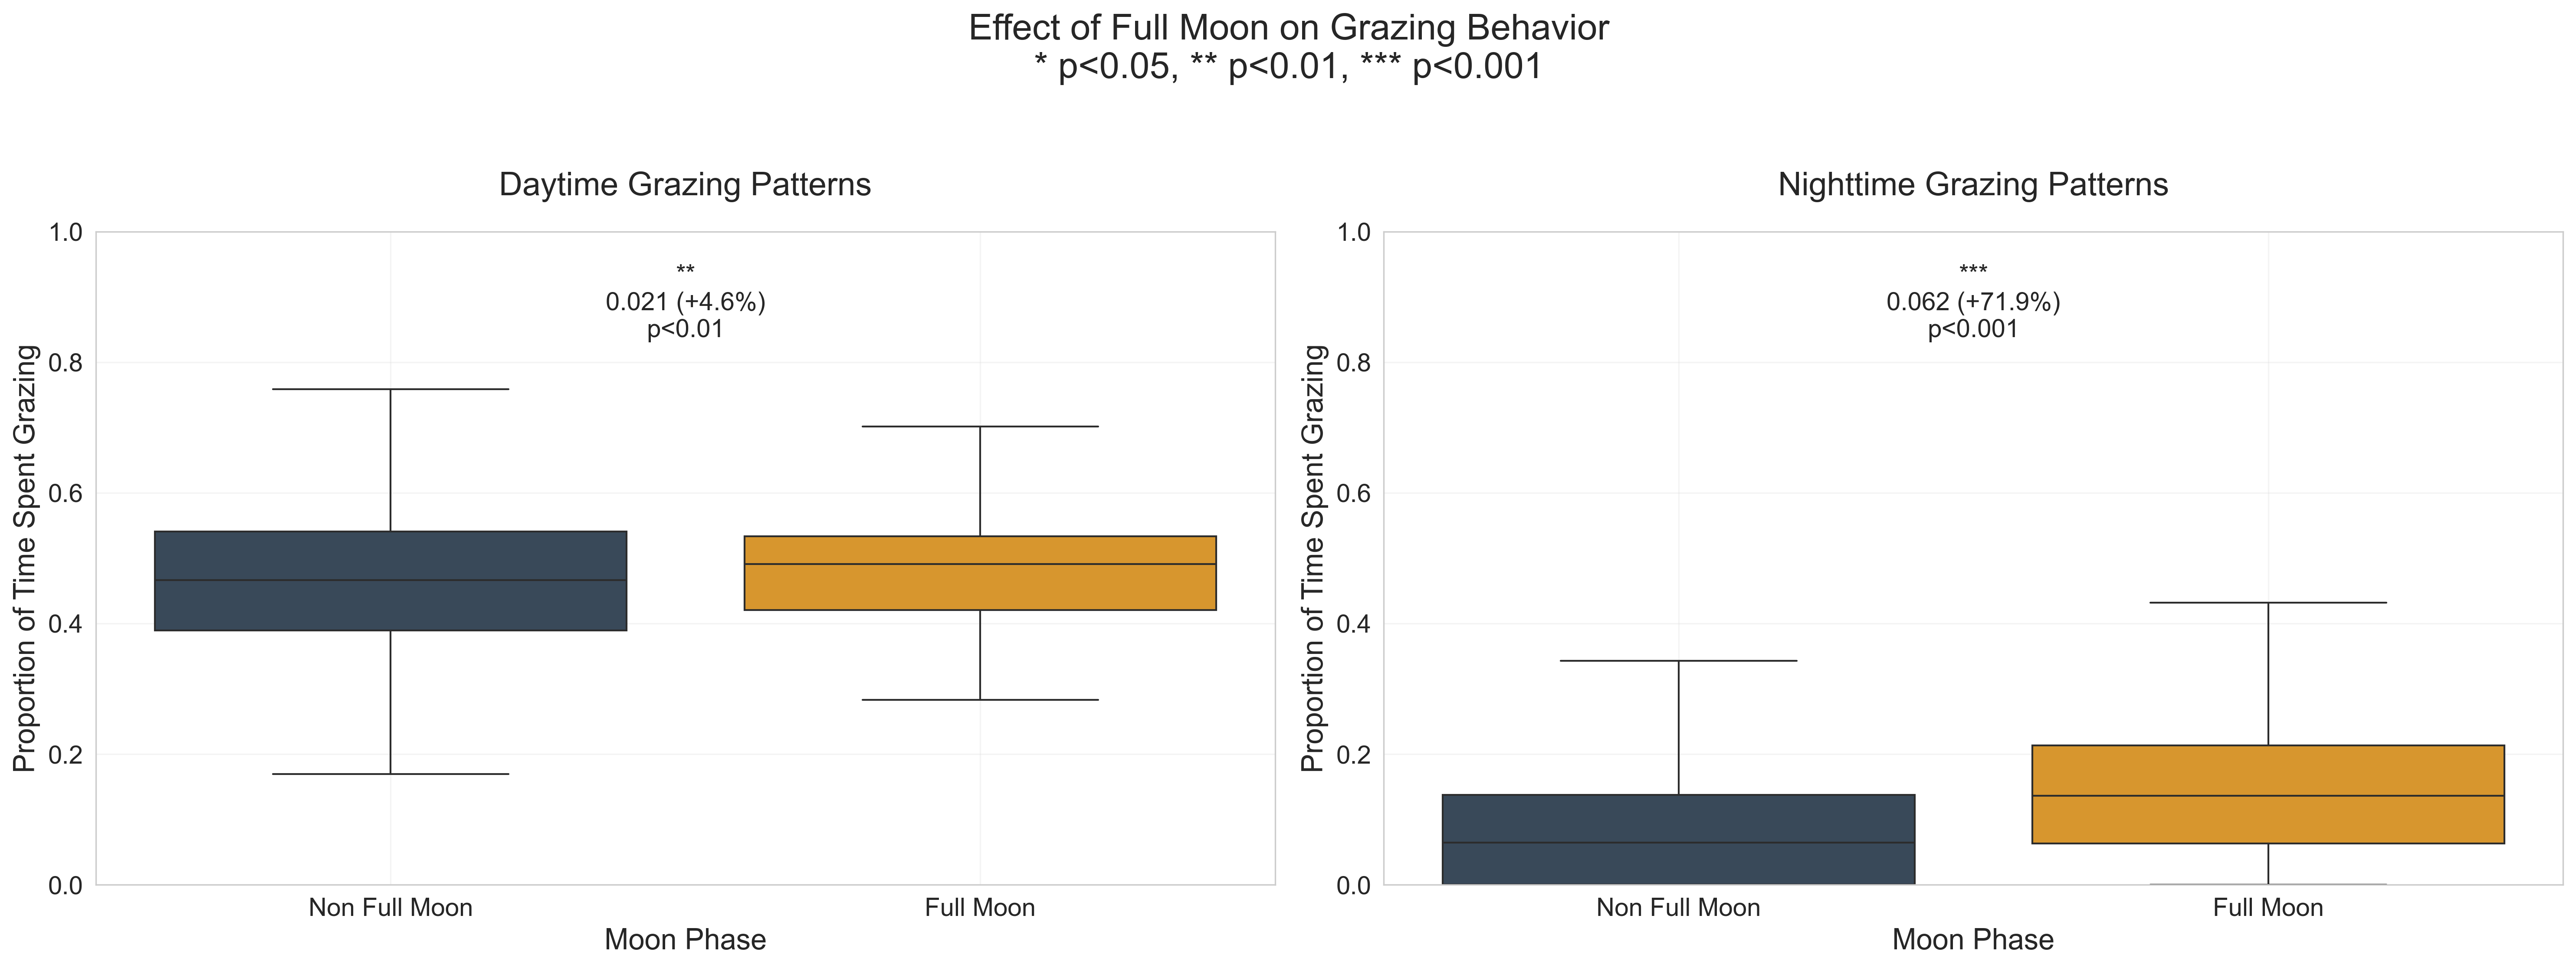 Effect of Full Moon on Grazing Behavior
* p<0.05, ** p<0.01, *** p<0.001
Daytime Grazing Patterns
Proportion of Time Spent Grazing
1.0
0.8
0.6
0.4
0.2
0.0
**
0.021 (+4.6%)
p<0.01
Non Full Moon
Full Moon
Moon Phase
Nighttime Grazing Patterns
Proportion of Time Spent Grazing
1.0
0.8
0.6
0.4
0.2
0.0
***
0.062 (+71.9%)
p<0.001
Non Full Moon
Full Moon
Moon Phase